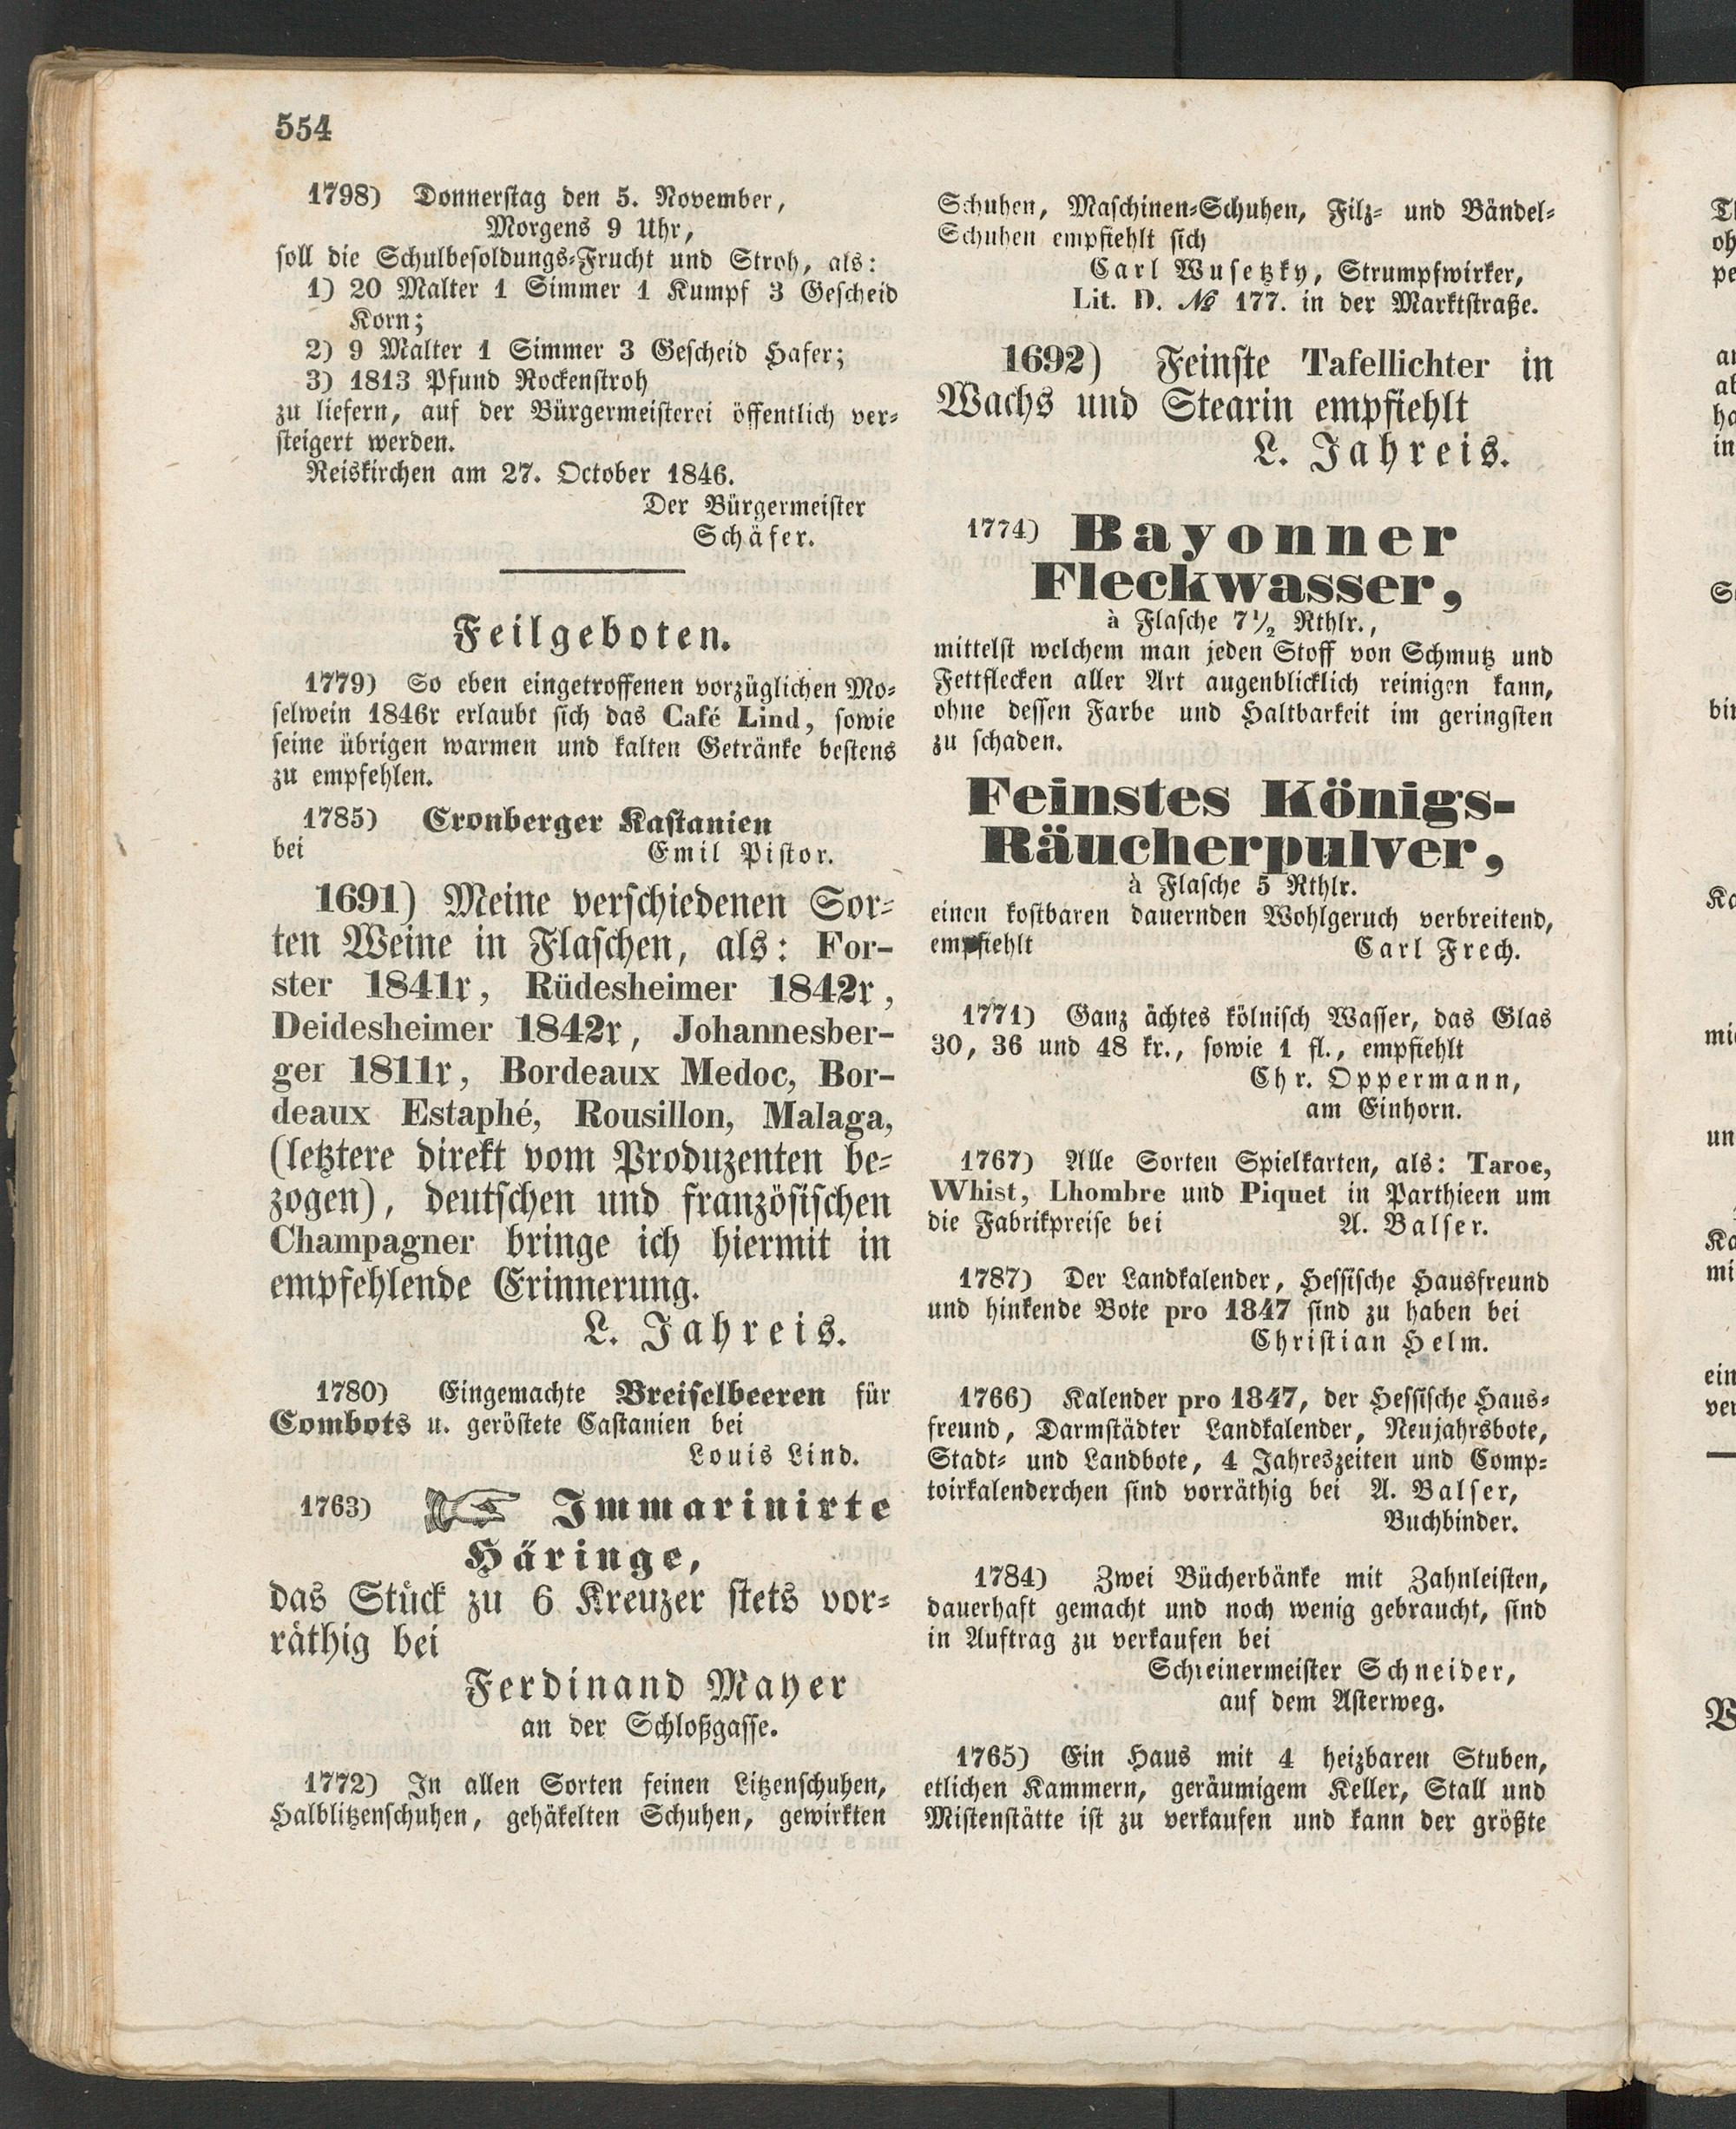 554
1798) Donnerstag den 5. November,
Morgens 9 Uhr,
soll die Schulbesoldungs-Frucht und Stroh, als:
1) 20 Malter 1 Simmer 1 Kumpf 3 Gescheid
Korn;
2) 9 Malter 1 Simmer 3 Gescheid Hafer;
3) 1813 Pfund Rockenstroh
zu liefern, auf der Bürgermeisterei öffentlich ver-
steigert werden.
Reiskirchen am 27. October 1846.
Der Bürgermeister
Schäfer.
Feilgeboten.
1779) So eben eingetroffenen vorzüglichen Mo-
selwein 1846r erlaubt sich das Café Lind, sowie
seine übrigen warmen und kalten Getränke bestens
zu empfehlen.
1785) Cronberger Kastanien
bei Emil Pistor.
1691) Meine verschiedenen Sor-
ten Weine in Flaschen, als: For-
ster 1841r, Rüdesheimer 1842r,
Deidesheimer 1842r, Johannesber-
ger 1811r, Bordeaux Medoc, Bor-
deaux Estaphé, Rousillon, Malaga,
(letztere direkt vom Produzenten be-
zogen), deutschen und französischen
Champagner bringe ich hiermit in
empfehlende Erinnerung.
L. Jahreis.
1780) Eingemachte Breiselbeeren für
Combots u. geröstete Castanien bei
Louis Lind.
1763) Immarinirte
Häringe,
das Stück zu 6 Kreuzer stets vor-
räthig bei
Ferdinand Mayer
an der Schloßgasse.
1772) In allen Sorten feinen Litzenschuhen,
Halblitzenschuhen, gehäkelten Schuhen, gewirkten
Schuhen, Maschinen-Schuhen, Filz- und Bändel-
Schuhen empfiehlt sich
Carl Wusetzky, Strumpfwirker,
Lit. D. № 177. in der Marktstraße.
1692) Feinste Tafellichter in
Wachs und Stearin empfiehlt
L. Jahreis.
1774) Bayonner
Fleckwasser,
à Flasche 7½ Rthlr.,
mittelst welchem man jeden Stoff von Schmutz und
Fettflecken aller Art augenblicklich reinigen kann,
ohne dessen Farbe und Haltbarkeit im geringsten
zu schaden.
Feinstes Königs-
Räucherpulver,
à Flasche 5 Rthlr.
einen kostbaren dauernden Wohlgeruch verbreitend,
empfiehlt Carl Frech.
1771) Ganz ächtes kölnisch Wasser, das Glas
30, 36 und 48 kr., sowie 1 fl., empfiehlt
Chr. Oppermann,
am Einhorn.
1767) Alle Sorten Spielkarten, als: Taroc,
Whist, Lhombre und Piquet in Parthieen um
die Fabrikpreise bei A. Balser.
1787) Der Landkalender, Hessische Hausfreund
und hinkende Bote pro 1847 sind zu haben bei
Christian Helm.
1766) Kalender pro 1847, der Hessische Haus-
freund, Darmstädter Landkalender, Neujahrsbote,
Stadt- und Landbote, 4 Jahreszeiten und Comp-
toirkalenderchen sind vorräthig bei A. Balser,
Buchbinder.
1784) Zwei Bücherbänke mit Zahnleisten,
dauerhaft gemacht und noch wenig gebraucht, sind
in Auftrag zu verkaufen bei
Schreinermeister Schneider,
auf dem Asterweg.
1765) Ein Haus mit 4 heizbaren Stuben,
etlichen Kammern, geräumigem Keller, Stall und
Mistenstätte ist zu verkaufen und kann der größte